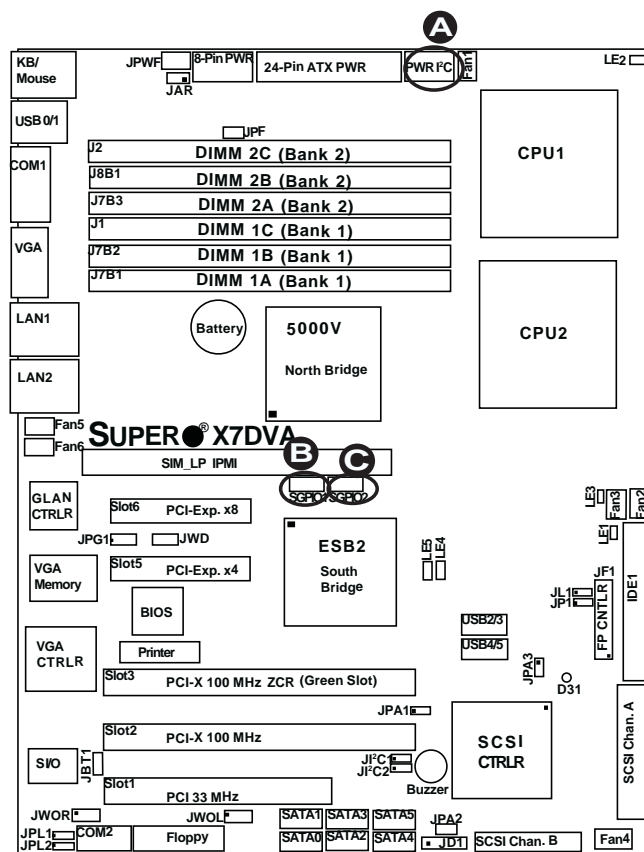 A
KB/
Mouse
JPWF
8-Pin PWR
24-Pin ATX PWR
PWR I²C
Fan1
LE2
JAR
USB 0/1
JPF
COM1
J2
DIMM 2C (Bank 2)
J8B1
DIMM 2B (Bank 2)
J7B3
DIMM 2A (Bank 2)
J1
DIMM 1C (Bank 1)
J7B2
DIMM 1B (Bank 1)
J7B1
DIMM 1A (Bank 1)
CPU1
VGA
LAN1
LAN2
Battery
5000V
North Bridge
CPU2
Fan5
Fan6
SUPER ® X7DVA
B
C
SIM_LP IPMI
SGPIO1
SGPIO2
GLAN
CTRLR
Slot6
PCI-Exp. x8
JPG1
JWD
VGA
Memory
Slot5
PCI-Exp. x4
ESB2
South
Bridge
LE5
LE4
LE3
Fan3
Fan2
LE1
JF1
JL1
JP1
FP CNTLR
IDE1
BIOS
USB2/3
USB4/5
VGA
CTRLR
Printer
JPA3
D31
Slot3
PCI-X 100 MHz ZCR (Green Slot)
JPA1
Slot2
PCI-X 100 MHz
SCSI
CTRLR
SCSI Chan. A
S I/O
JBT1
JI²C1
JI²C2
Buzzer
Slot1
PCI 33 MHz
JWOR
JWOL
SATA1
SATA3
SATA5
JPA2
JPL1
JPL2
COM2
Floppy
SATA0
SATA2
SATA4
JD1
SCSI Chan. B
Fan4